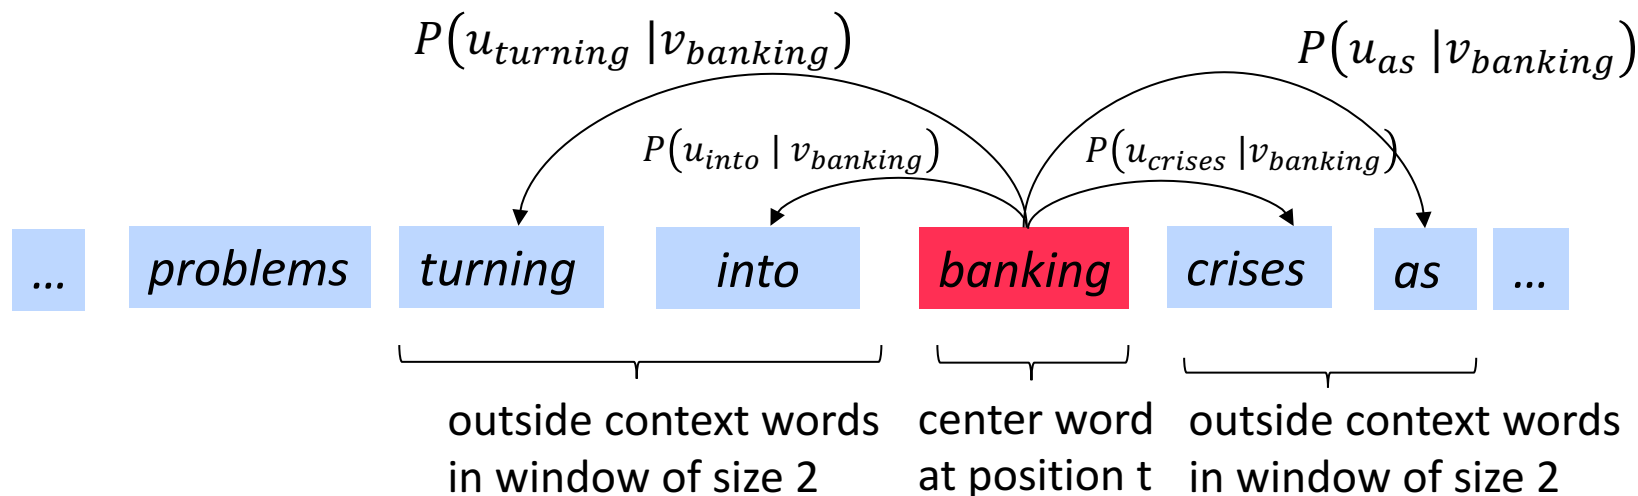 P(u_turning |v_banking) P(u_as |v_banking)
P(u_into | v_banking) P(u_crises |v_banking)
... problems turning into banking crises as ...
outside context words center word outside context words
in window of size 2 at position t in window of size 2